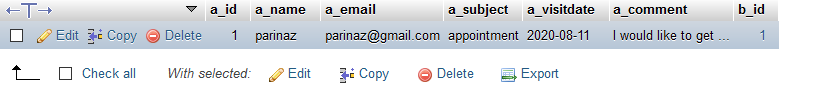 a_id a_name a_email a_subject a_visitdate a_comment b_id
Edit Copy Delete 1 parinaz parinaz@gmail.com appointment 2020-08-11 I would like to get ... 1
Check all With selected: Edit Copy Delete Export